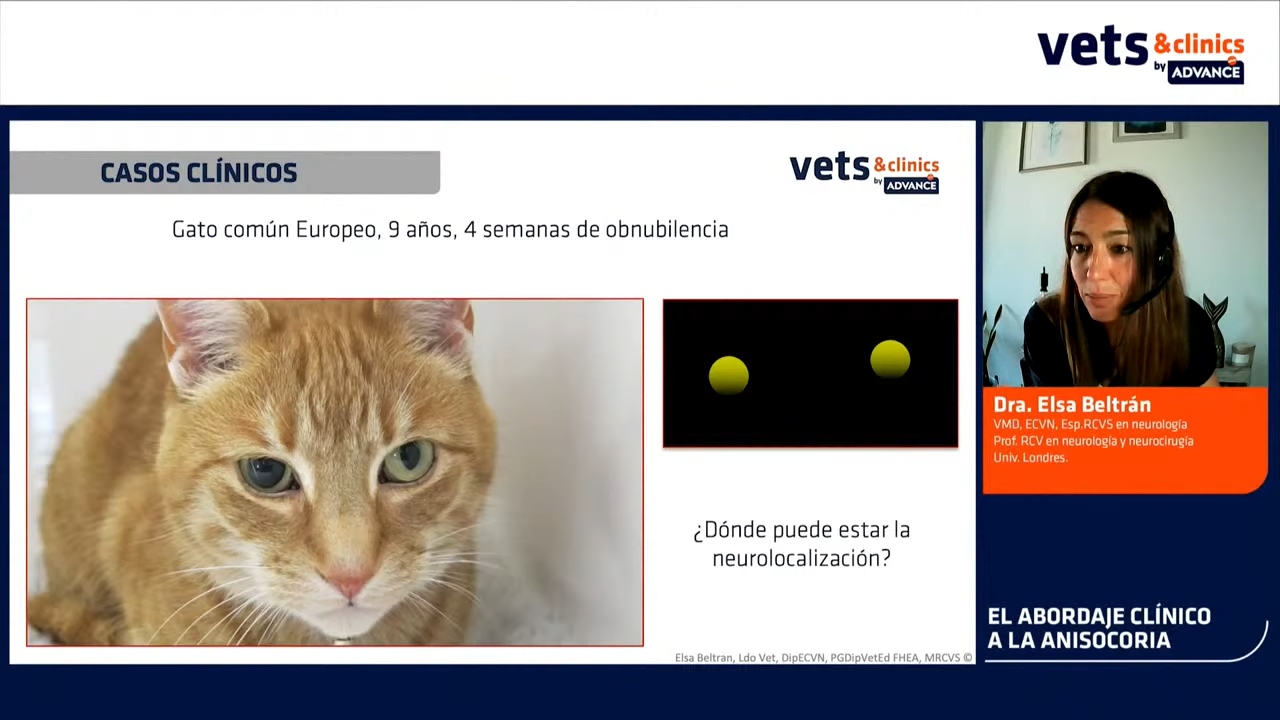 vets &clinics
by ADVANCE
CASOS CLÍNICOS
vets &clinics
by ADVANCE
Gato común Europeo, 9 años, 4 semanas de obnubilencia
¿Dónde puede estar la
neurolocalización?
Elsa Beltran, Ldo Vet, DipECVN, PGDipVetEd FHEA, MRCVS ©
Dra. Elsa Beltrán
VMD, ECVN, Esp.RCVS en neurología
Prof. RCV en neurología y neurocirugía
Univ. Londres.
EL ABORDAJE CLÍNICO
A LA ANISOCORIA